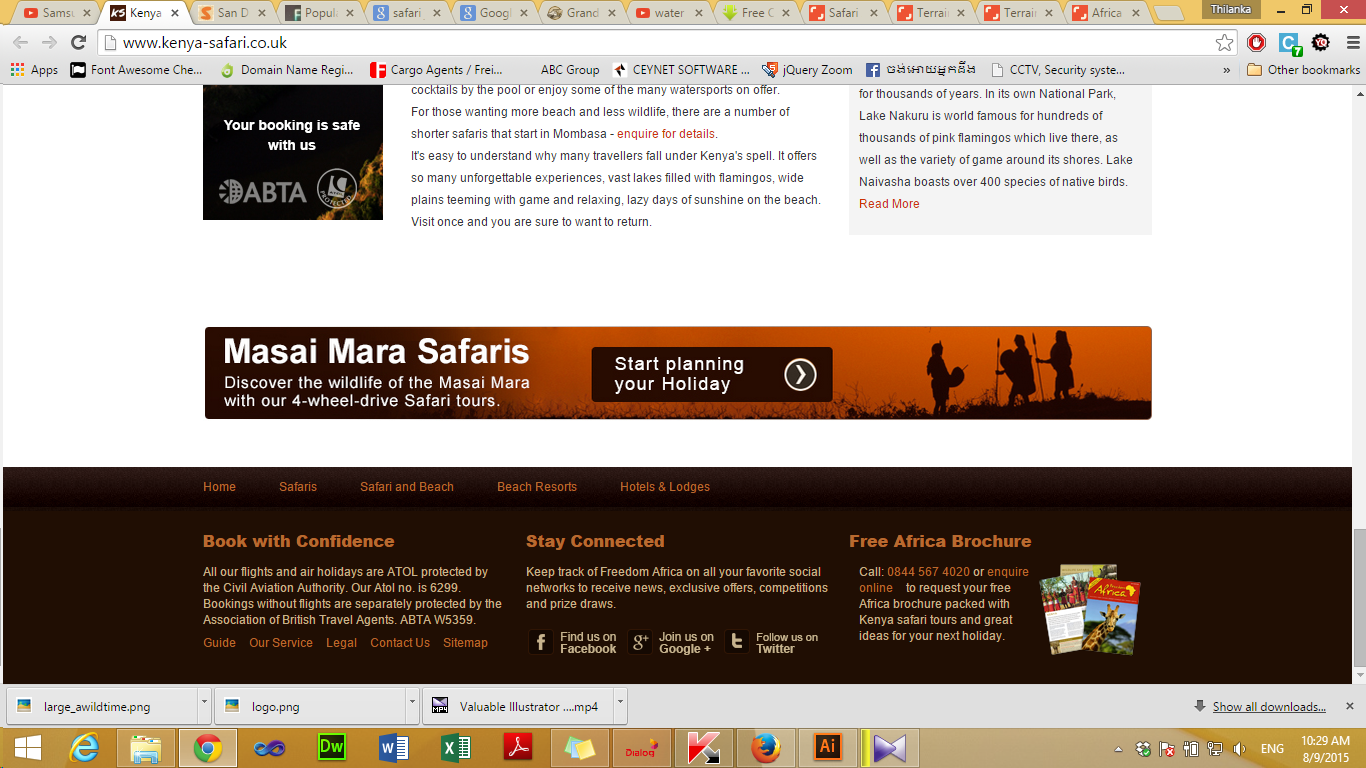 Samsu
Kenya
San D
Popul
safari
Googl
Grand
water
Free C
Safari
Terrain
Terrain
Africa
Thilanka
www.kenya-safari.co.uk
Apps
Font Awesome Che...
Domain Name Regi...
Cargo Agents / Frei...
ABC Group
CEYNET SOFTWARE ...
jQuery Zoom
ចង់អោយអ្នកដឹង
CCTV, Security syste...
»
Other bookmarks
Your booking is safe
with us
ABTA
cocktails by the pool or enjoy some of the many watersports on offer.
For those wanting more beach and less wildlife, there are a number of
shorter safaris that start in Mombasa - enquire for details.
It's easy to understand why many travellers fall under Kenya's spell. It offers
so many unforgettable experiences, vast lakes filled with flamingos, wide
plains teeming with game and relaxing, lazy days of sunshine on the beach.
Visit once and you are sure to want to return.
for thousands of years. In its own National Park,
Lake Nakuru is world famous for hundreds of
thousands of pink flamingos which live there, as
well as the variety of game around its shores. Lake
Naivasha boasts over 400 species of native birds.
Read More
Masai Mara Safaris
Discover the wildlife of the Masai Mara
with our 4-wheel-drive Safari tours.
Start planning
your Holiday
Home
Safaris
Safari and Beach
Beach Resorts
Hotels & Lodges
Book with Confidence
All our flights and air holidays are ATOL protected by
the Civil Aviation Authority. Our Atol no. is 6299.
Bookings without flights are separately protected by the
Association of British Travel Agents. ABTA W5359.
Guide
Our Service
Legal
Contact Us
Sitemap
Stay Connected
Keep track of Freedom Africa on all your favorite social
networks to receive news, exclusive offers, competitions
and prize draws.
Find us on
Facebook
Join us on
Google +
Follow us on
Twitter
Free Africa Brochure
Call: 0844 567 4020 or enquire
online to request your free
Africa brochure packed with
Kenya safari tours and great
ideas for your next holiday.
Africa
large_awildtime.png
logo.png
MP4
Valuable Illustrator ....mp4
Show all downloads...
Dw
Dialog
Ai
ENG
10:29 AM
8/9/2015